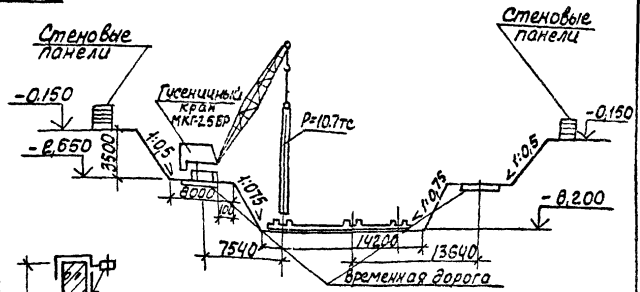 Стеновые
панели
Стеновые
панели
Гусеничный
кран
МКГ-25БР
P=10.7тс
-0,150
-0,150
1:0,5
1:0,5
-2,650
3500
8000
100
1:0,75
1:0,75
-8,200
14200
7540
13640
Временная дорога